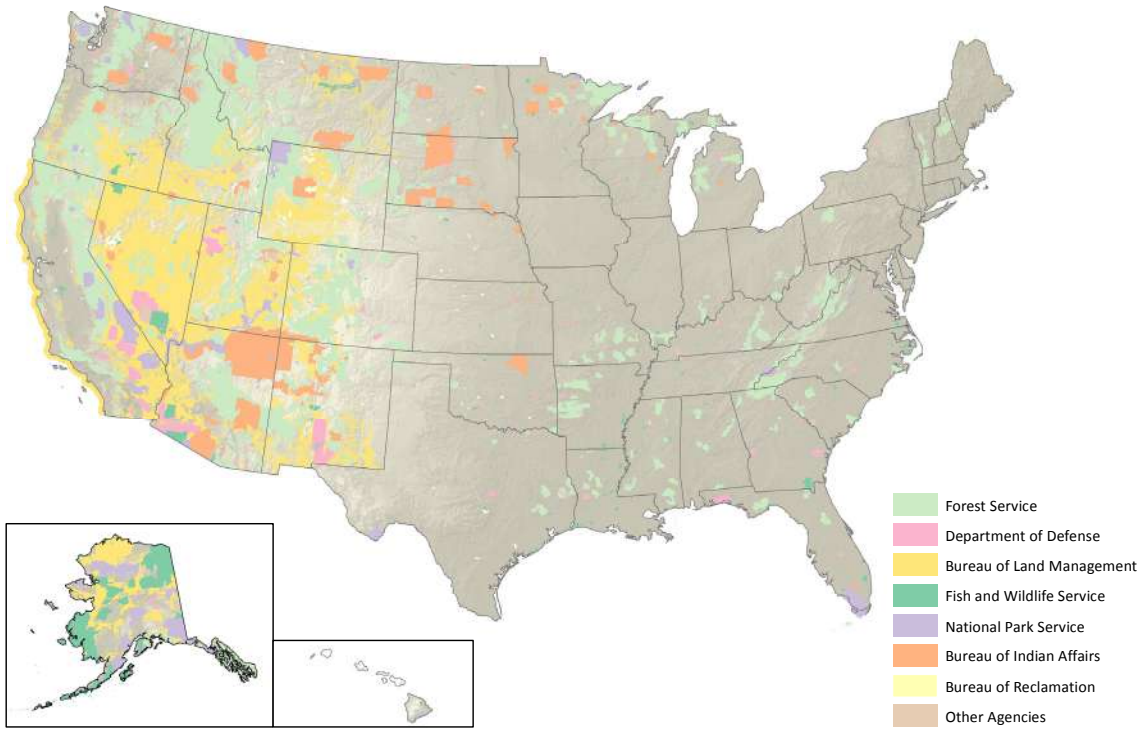 Forest Service
Department of Defense
Bureau of Land Management
Fish and Wildlife Service
National Park Service
Bureau of Indian Affairs
Bureau of Reclamation
Other Agencies